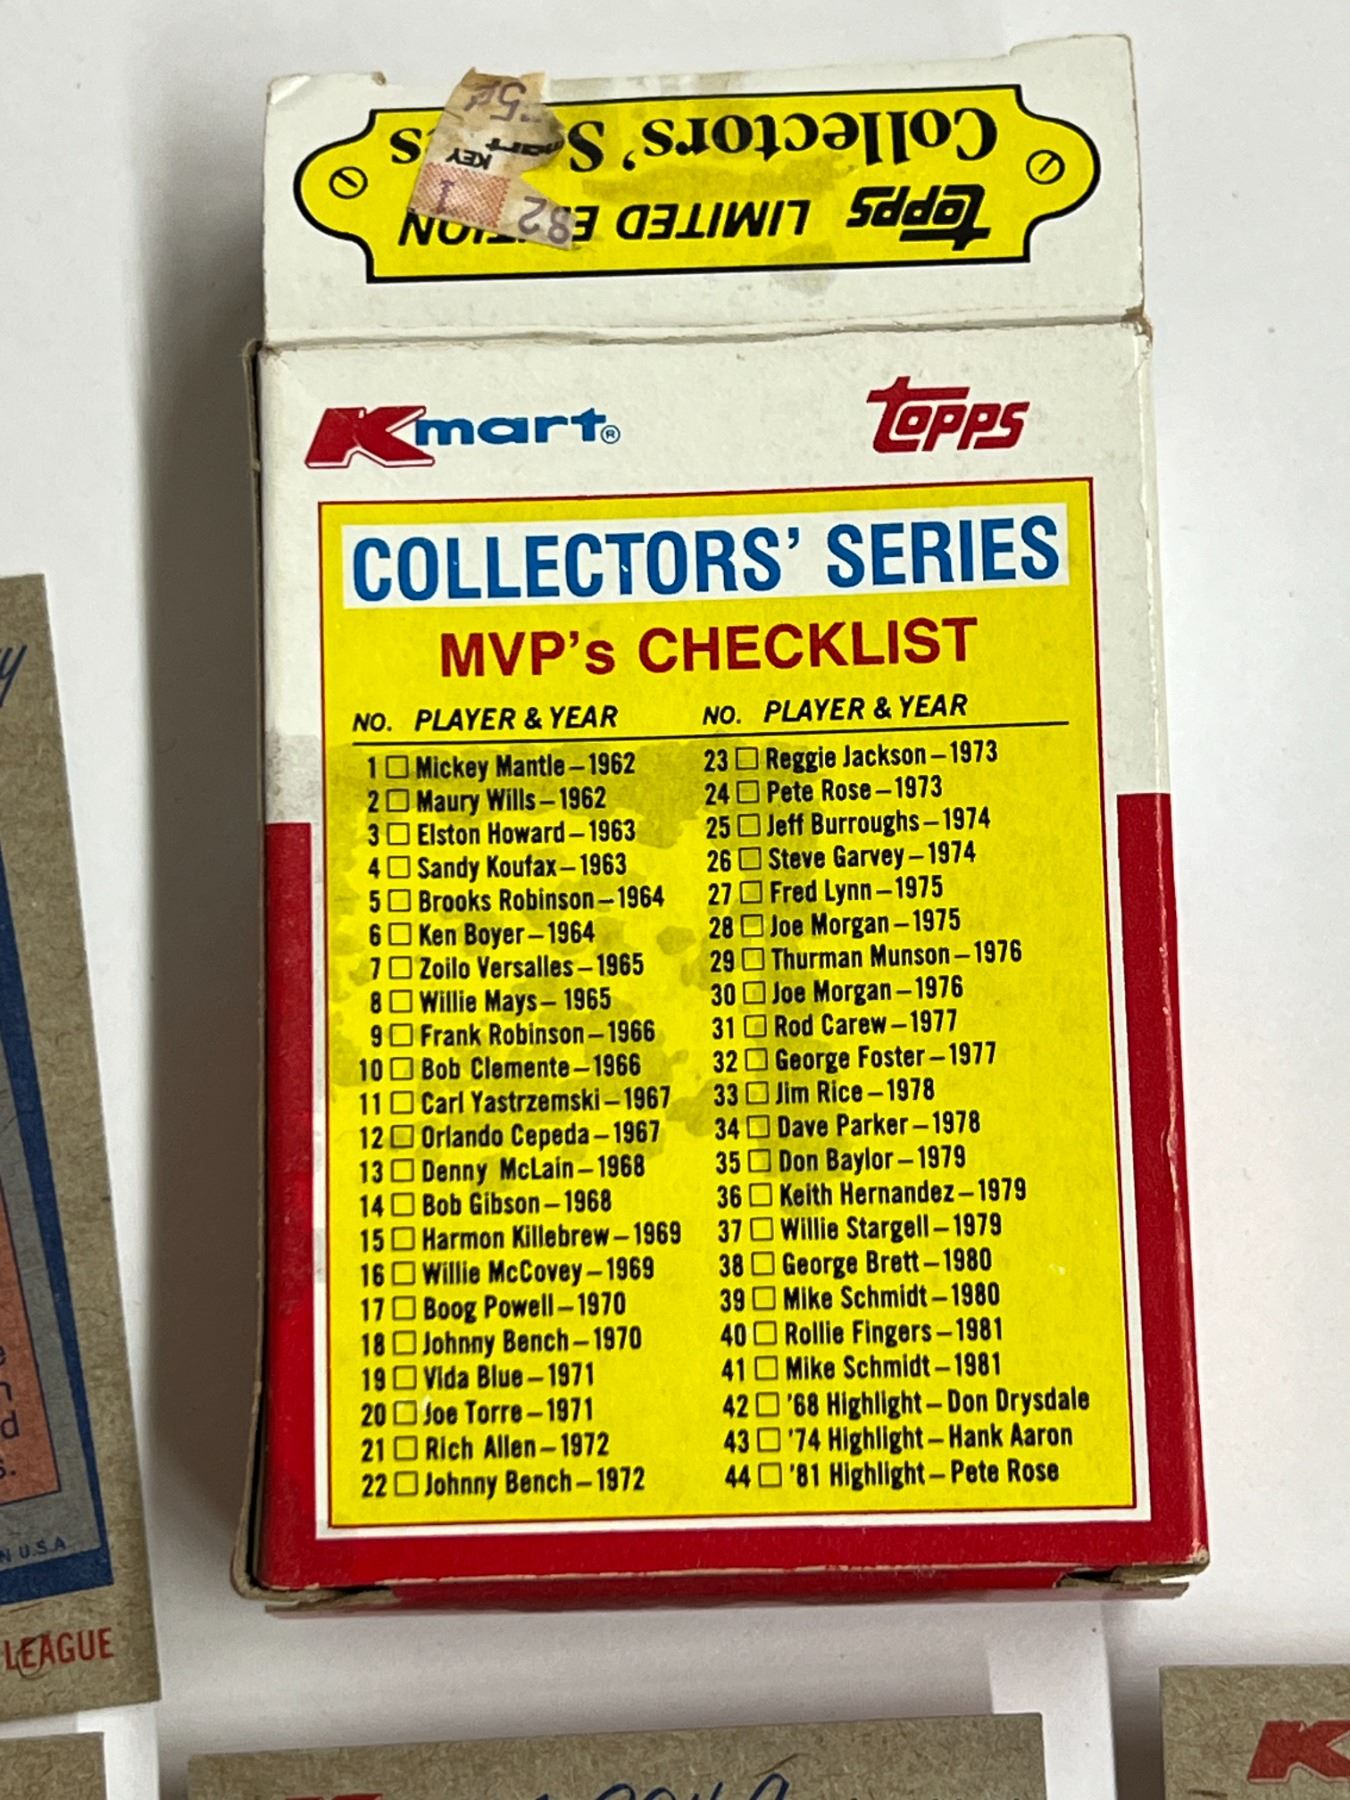 Collectors' S s
Topps LIMITED E TION
5¢
mart
KEY
1
82
Kmart®
Topps
COLLECTORS' SERIES
MVP's CHECKLIST
NO. PLAYER & YEAR
1 Mickey Mantle – 1962
2 Maury Wills – 1962
3 Elston Howard – 1963
4 Sandy Koufax – 1963
5 Brooks Robinson – 1964
6 Ken Boyer – 1964
7 Zoilo Versalles – 1965
8 Willie Mays – 1965
9 Frank Robinson – 1966
10 Bob Clemente – 1966
11 Carl Yastrzemski – 1967
12 Orlando Cepeda – 1967
13 Denny McLain – 1968
14 Bob Gibson – 1968
15 Harmon Killebrew – 1969
16 Willie McCovey – 1969
17 Boog Powell – 1970
18 Johnny Bench – 1970
19 Vida Blue – 1971
20 Joe Torre – 1971
21 Rich Allen – 1972
22 Johnny Bench – 1972
NO. PLAYER & YEAR
23 Reggie Jackson – 1973
24 Pete Rose – 1973
25 Jeff Burroughs – 1974
26 Steve Garvey – 1974
27 Fred Lynn – 1975
28 Joe Morgan – 1975
29 Thurman Munson – 1976
30 Joe Morgan – 1976
31 Rod Carew – 1977
32 George Foster – 1977
33 Jim Rice – 1978
34 Dave Parker – 1978
35 Don Baylor – 1979
36 Keith Hernandez – 1979
37 Willie Stargell – 1979
38 George Brett – 1980
39 Mike Schmidt – 1980
40 Rollie Fingers – 1981
41 Mike Schmidt – 1981
42 '68 Highlight – Don Drysdale
43 '74 Highlight – Hank Aaron
44 '81 Highlight – Pete Rose
y
e
n
d
s.
N U.S.A.
LEAGUE
K